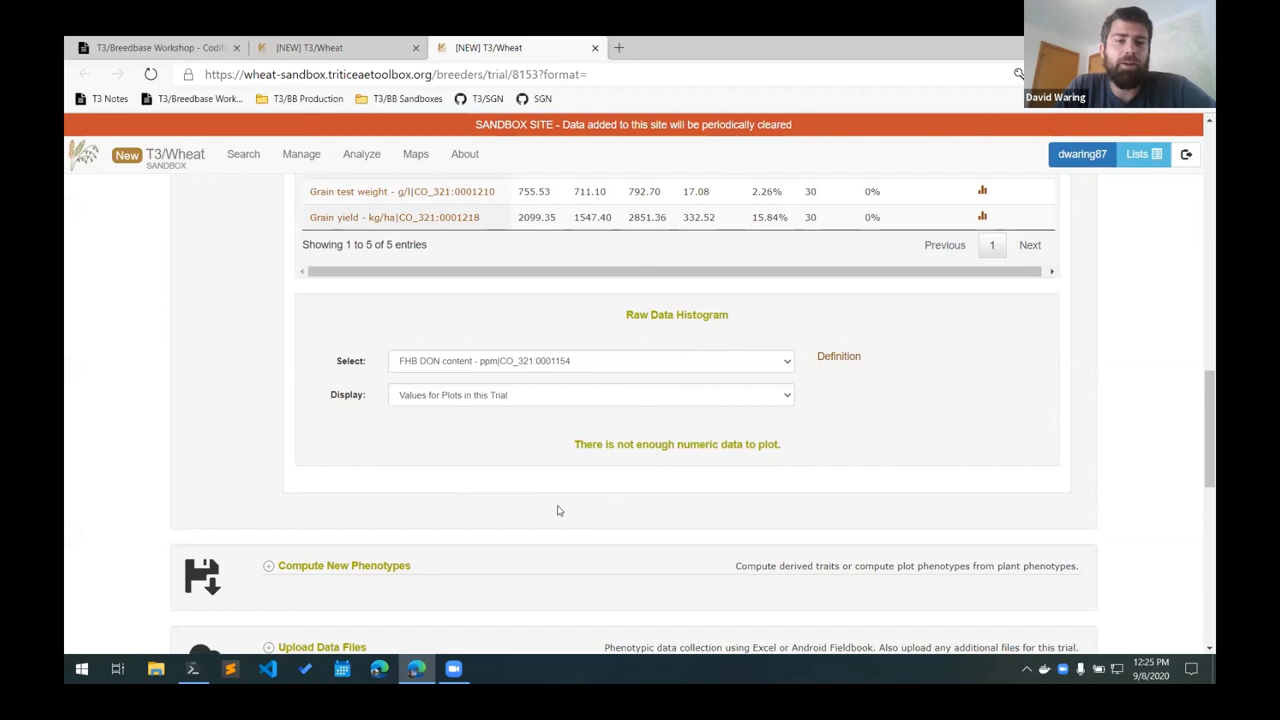 T3/Breedbase Workshop - CodiM
[NEW] T3/Wheat
[NEW] T3/Wheat
https://wheat-sandbox.triticeaetoolbox.org/breeders/trial/8153?format=
David Waring
T3 Notes
T3/Breedbase Work...
T3/BB Production
T3/BB Sandboxes
T3/SGN
SGN
SANDBOX SITE - Data added to this site will be periodically cleared
New T3/Wheat
SANDBOX
Search
Manage
Analyze
Maps
About
dwaring87
Lists
Grain test weight - g/l|CO_321:0001210 755.53 711.10 792.70 17.08 2.26% 30 0%
Grain yield - kg/ha|CO_321:0001218 2099.35 1547.40 2851.36 332.52 15.84% 30 0%
Showing 1 to 5 of 5 entries
Previous 1 Next
Raw Data Histogram
Select: FHB DON content - ppm|CO_321:0001154 Definition
Display: Values for Plots in this Trial
There is not enough numeric data to plot.
Compute New Phenotypes
Compute derived traits or compute plot phenotypes from plant phenotypes.
Upload Data Files
Phenotypic data collection using Excel or Android Fieldbook. Also upload any additional files for this trial.
12:25 PM
9/8/2020